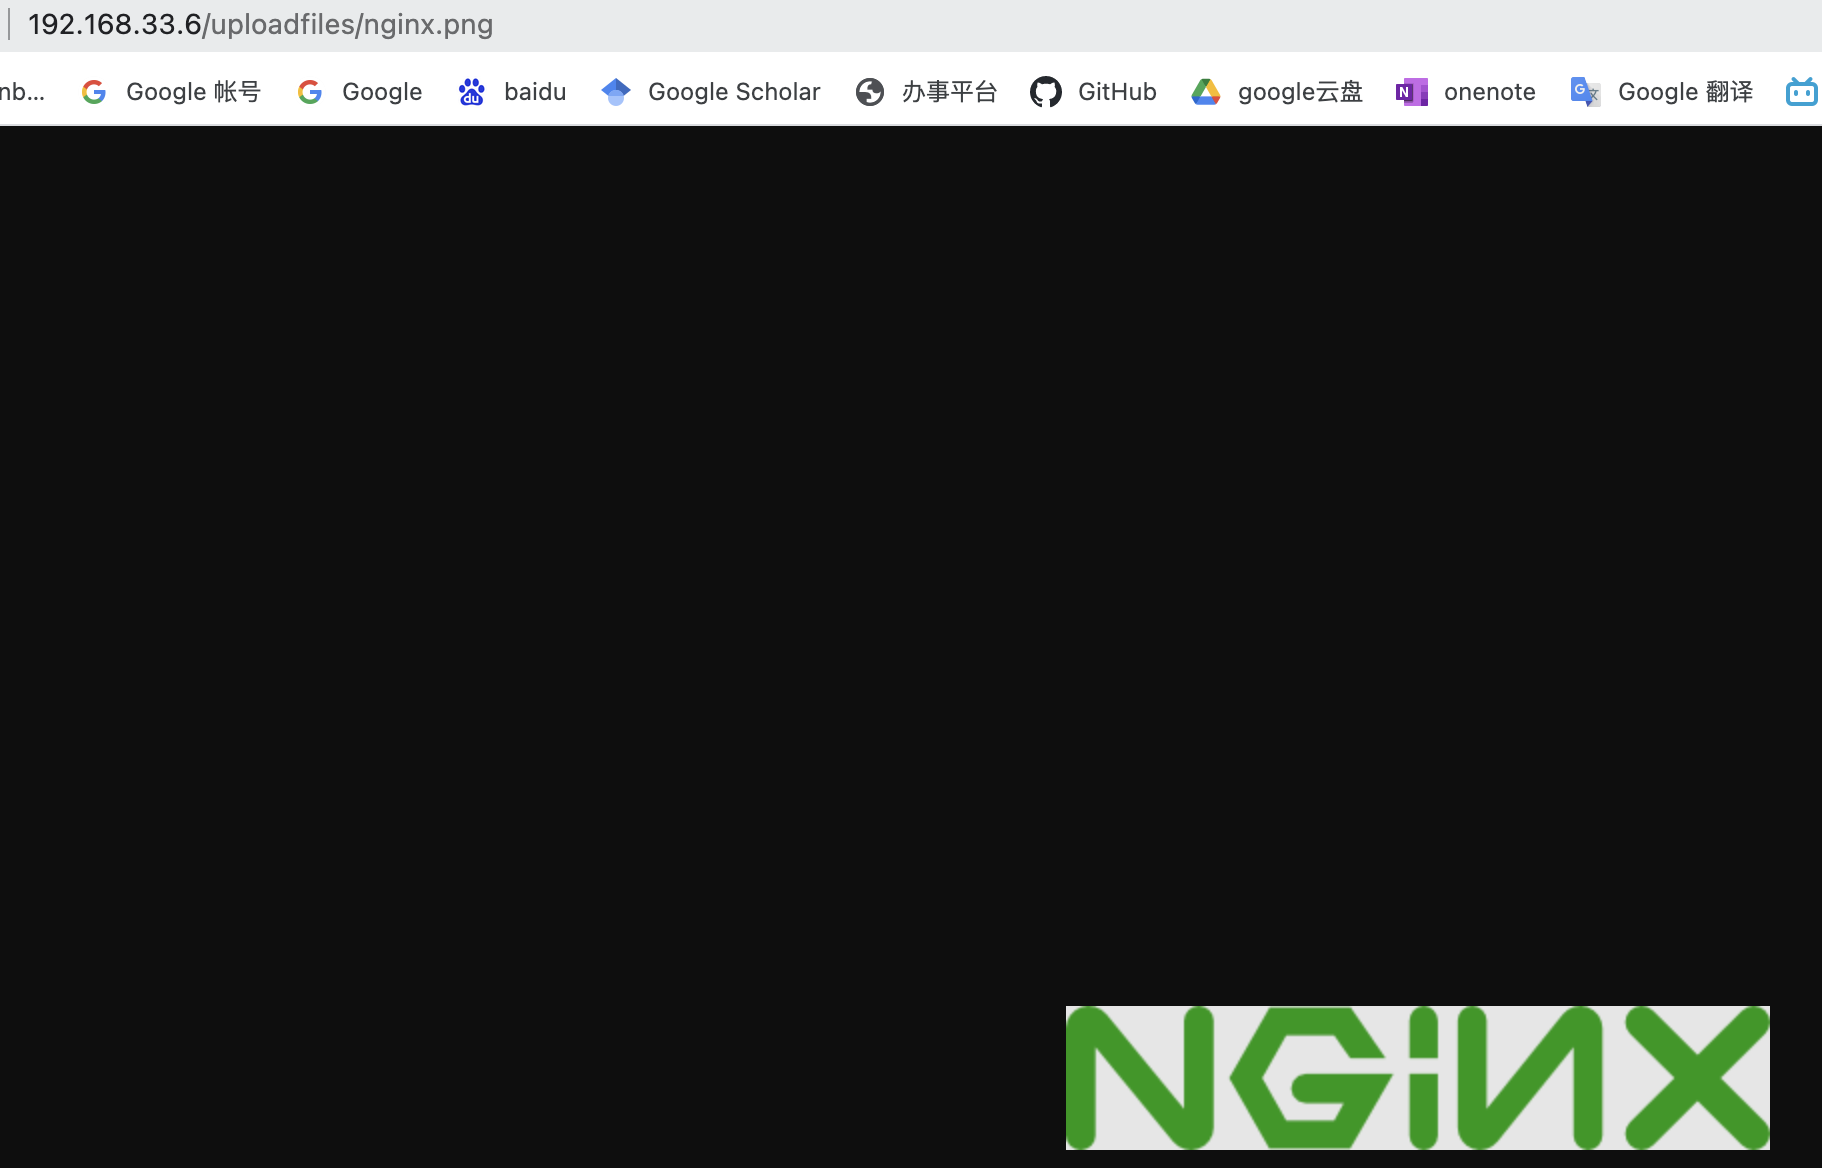 192.168.33.6/uploadfiles/nginx.png
nb... Google 帐号 Google baidu Google Scholar 办事平台 GitHub google云盘 onenote Google 翻译
NGiNX